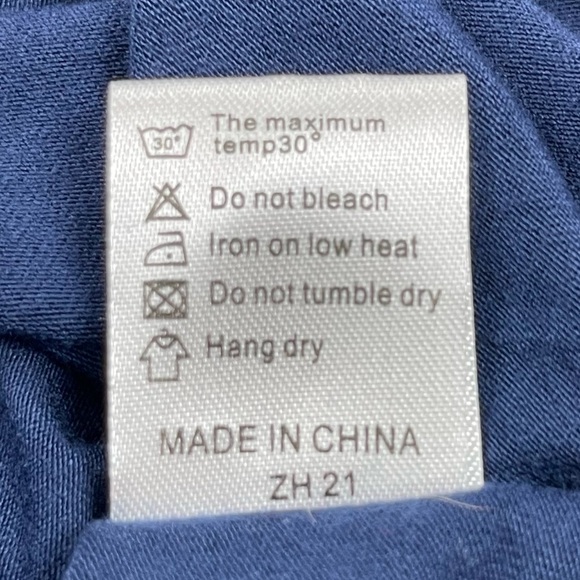 30° The maximum
temp30°
Do not bleach
Iron on low heat
Do not tumble dry
Hang dry
MADE IN CHINA
ZH 21